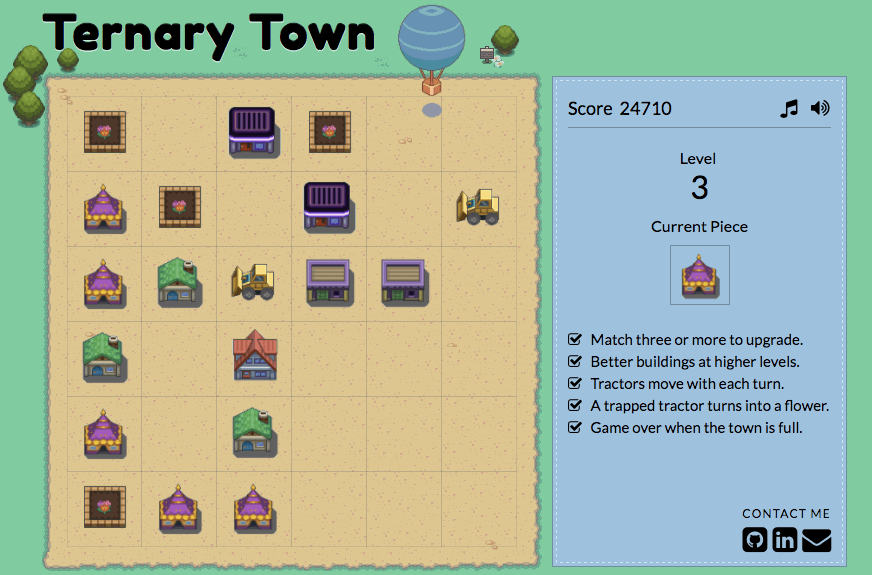 Ternary Town
Score 24710
Level
3
Current Piece
Match three or more to upgrade.
Better buildings at higher levels.
Tractors move with each turn.
A trapped tractor turns into a flower.
Game over when the town is full.
CONTACT ME
in